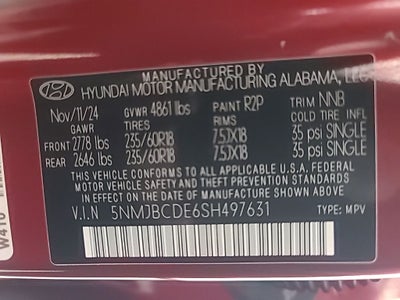 MANUFACTURED BY
HYUNDAI MOTOR MANUFACTURING ALABAMA, LLC
Nov/11/24 GVWR 4861 lbs PAINT R2P TRIM NNB
GAWR TIRES RIMS COLD TIRE INFL
FRONT 2778 lbs 235/60R18 7.5JX18 35 psi SINGLE
REAR 2646 lbs 235/60R18 7.5JX18 35 psi SINGLE
THIS VEHICLE CONFORMS TO ALL APPLICABLE U.S.A. FEDERAL
MOTOR VEHICLE SAFETY AND THEFT PREVENTION STANDARDS
IN EFFECT ON THE DATE OF MANUFACTURE SHOWN ABOVE.
V.I.N 5NMJBCDE6SH497631 TYPE: MPV
W410